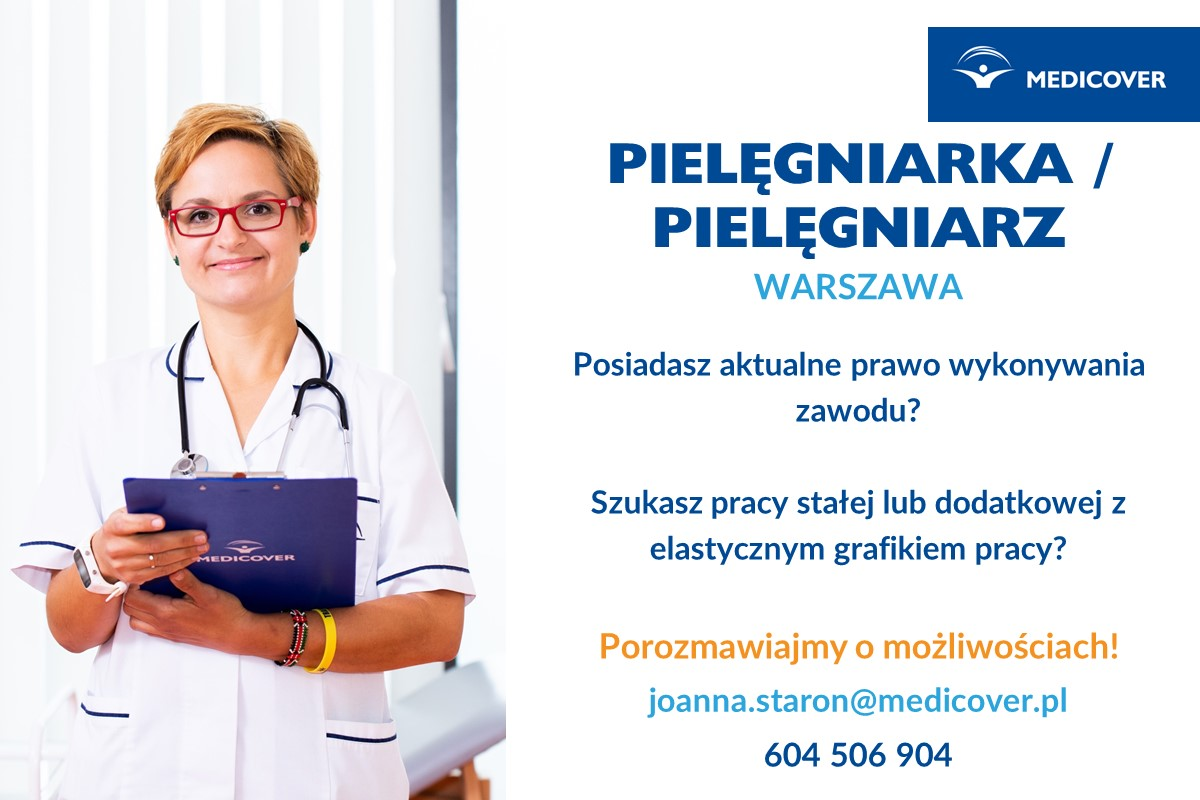 MEDICOVER
PIELĘGNIARKA /
PIELĘGNIARZ
WARSZAWA
Posiadasz aktualne prawo wykonywania
zawodu?
Szukasz pracy stałej lub dodatkowej z
elastycznym grafikiem pracy?
Porozmawiajmy o możliwościach!
joanna.staron@medicover.pl
604 506 904
MEDICOVER